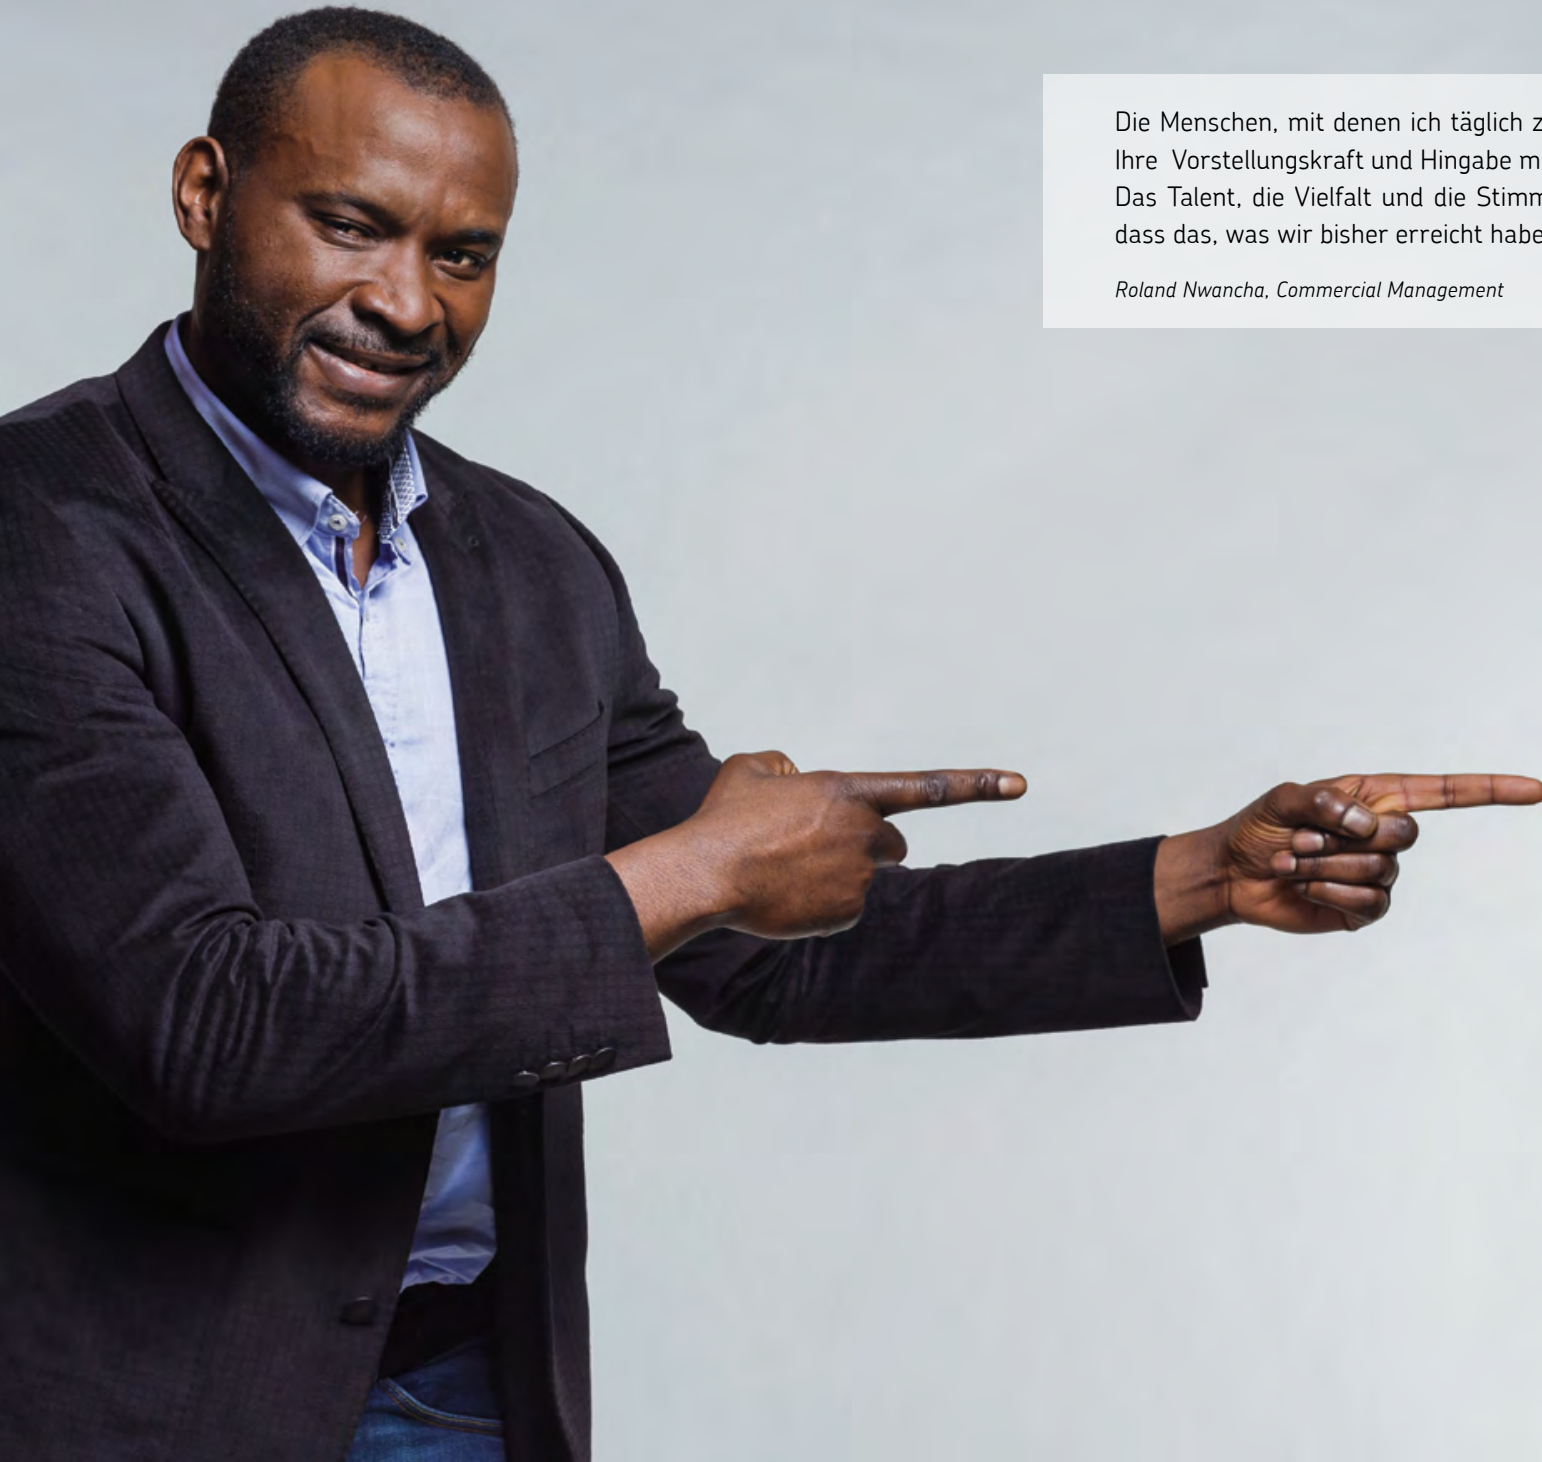 Die Menschen, mit denen ich täglich
Ihre Vorstellungskraft und Hingabe
Das Talent, die Vielfalt und die
dass das, was wir bisher erreicht
Roland Nwancha, Commercial Management